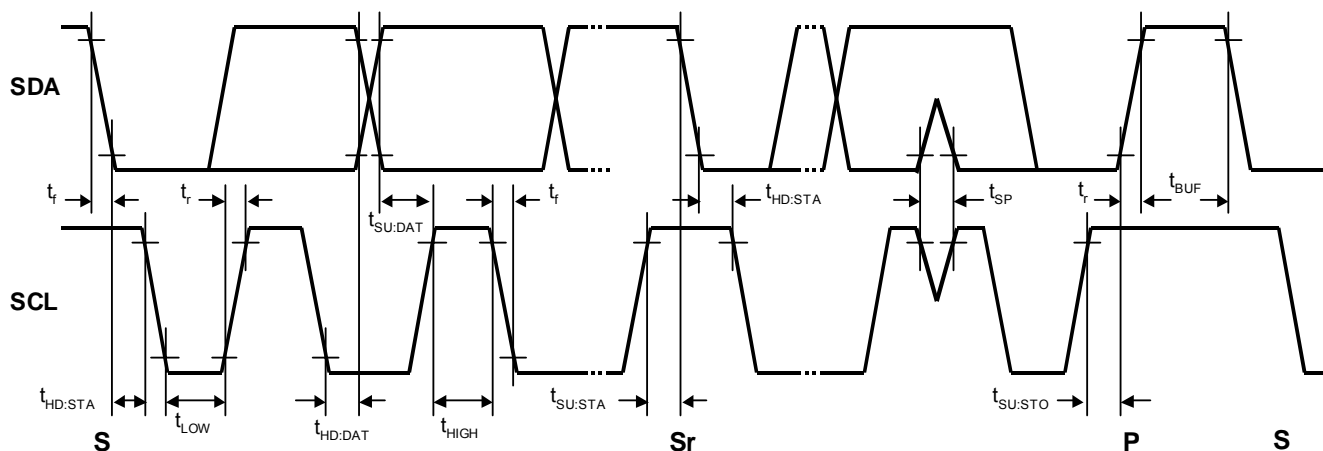 SDA
t_f
t_r
t_SU:DAT
t_f
t_HD:STA
t_SP
t_r
t_BUF
SCL
t_HD:STA
t_LOW
t_HD:DAT
t_HIGH
t_SU:STA
t_SU:STO
S
Sr
P
S